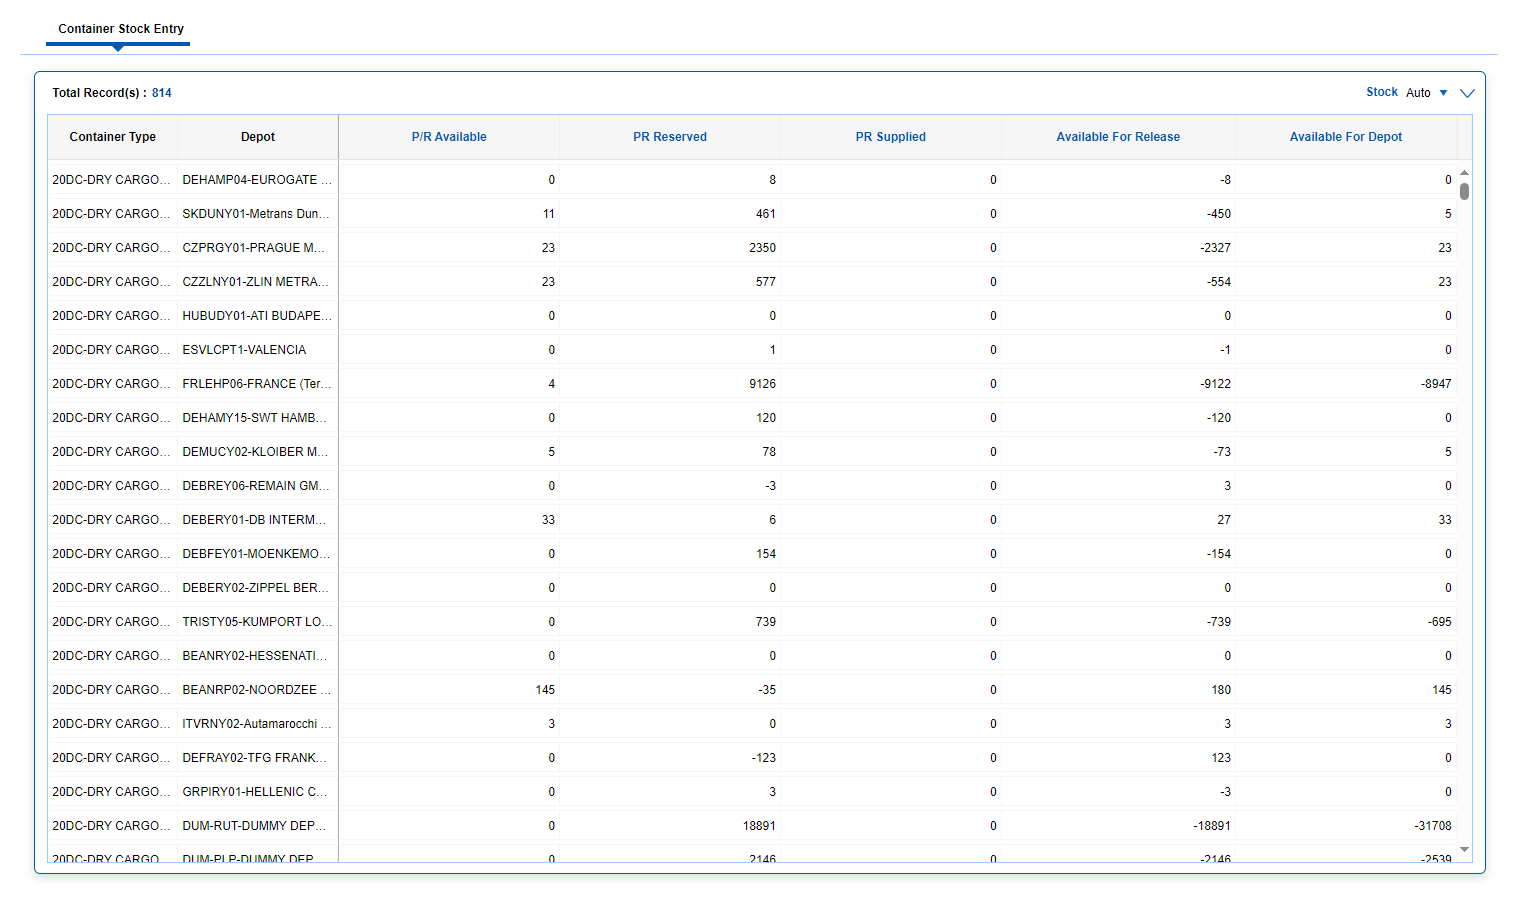 Container Stock Entry
Total Record(s) : 814 Stock Auto
Container Type Depot P/R Available PR Reserved PR Supplied Available For Release Available For Depot
20DC-DRY CARGO... DEHAMP04-EUROGATE ... 0 8 0 -8 0
20DC-DRY CARGO... SKDUNY01-Metrans Dun... 11 461 0 -450 5
20DC-DRY CARGO... CZPRGY01-PRAGUE M... 23 2350 0 -2327 23
20DC-DRY CARGO... CZZLNY01-ZLIN METRA... 23 577 0 -554 23
20DC-DRY CARGO... HUBUDY01-ATI BUDAPE... 0 0 0 0 0
20DC-DRY CARGO... ESVLCPT1-VALENCIA 0 1 0 -1 0
20DC-DRY CARGO... FRLEHP06-FRANCE (Ter... 4 9126 0 -9122 -8947
20DC-DRY CARGO... DEHAMY15-SWT HAMB... 0 120 0 -120 0
20DC-DRY CARGO... DEMUCY02-KLOIBER M... 5 78 0 -73 5
20DC-DRY CARGO... DEBREY06-REMAIN GM... 0 -3 0 3 0
20DC-DRY CARGO... DEBERY01-DB INTERM... 33 6 0 27 33
20DC-DRY CARGO... DEBFEY01-MOENKEMO... 0 154 0 -154 0
20DC-DRY CARGO... DEBERY02-ZIPPEL BER... 0 0 0 0 0
20DC-DRY CARGO... TRISTY05-KUMPORT LO... 0 739 0 -739 -695
20DC-DRY CARGO... BEANRY02-HESSENATI... 0 0 0 0 0
20DC-DRY CARGO... BEANRP02-NOORDZEE ... 145 -35 0 180 145
20DC-DRY CARGO... ITVRNY02-Autamarocchi ... 3 0 0 3 3
20DC-DRY CARGO... DEFRAY02-TFG FRANK... 0 -123 0 123 0
20DC-DRY CARGO... GRPIRY01-HELLENIC C... 0 3 0 -3 0
20DC-DRY CARGO... DUM-RUT-DUMMY DEP... 0 18891 0 -18891 -31708
20DC-DRY CARGO... DUM-PLP-DUMMY DEP... 0 2146 0 -2146 -2539